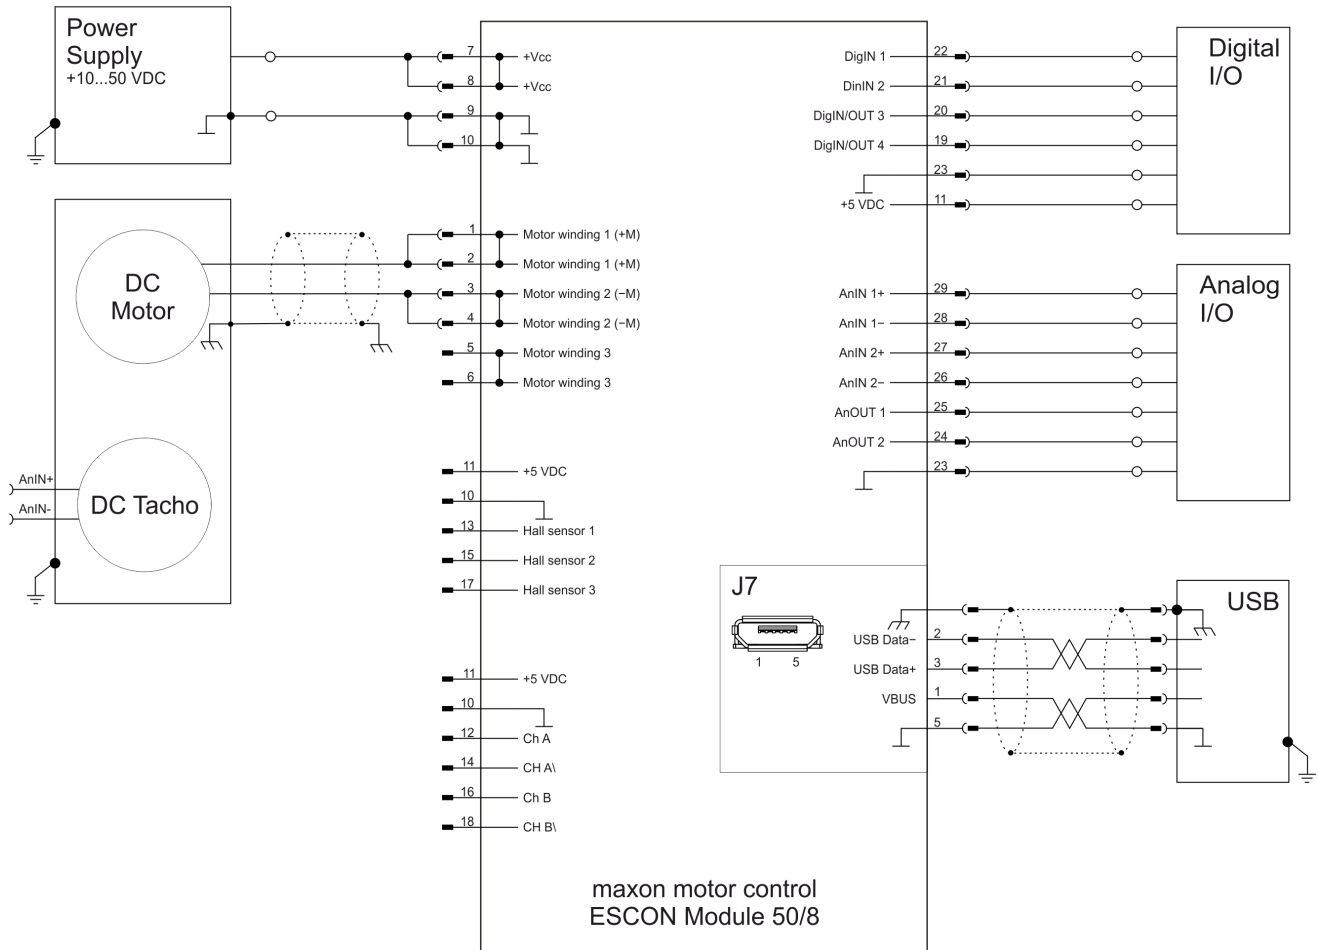 Power
Supply
+10...50 VDC
7
+Vcc
8
+Vcc
9
10
DC
Motor
1
Motor winding 1 (+M)
2
Motor winding 1 (+M)
3
Motor winding 2 (−M)
4
Motor winding 2 (−M)
5
Motor winding 3
6
Motor winding 3
AnIN+
AnIN-
DC Tacho
11
+5 VDC
10
13
Hall sensor 1
15
Hall sensor 2
17
Hall sensor 3
11
+5 VDC
10
12
Ch A
14
CH A\
16
Ch B
18
CH B\
DigIN 1
22
DinIN 2
21
DigIN/OUT 3
20
DigIN/OUT 4
19
23
+5 VDC
11
Digital
I/O
AnIN 1+
29
AnIN 1−
28
AnIN 2+
27
AnIN 2−
26
AnOUT 1
25
AnOUT 2
24
23
Analog
I/O
J7
1 5
USB Data−
2
USB Data+
3
VBUS
1
5
USB
maxon motor control
ESCON Module 50/8